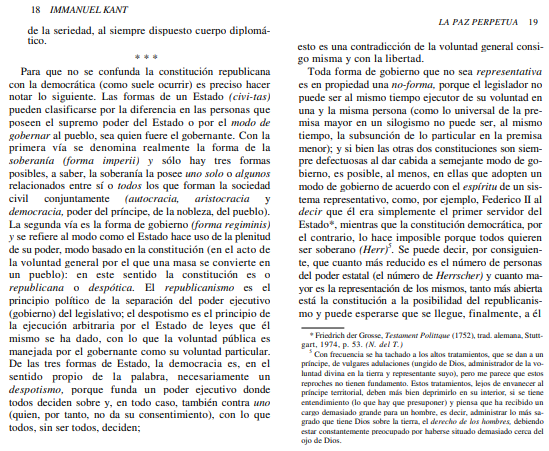 18 IMMANUEL KANT
de la seriedad, al siempre dispuesto cuerpo diplomá-
tico.
* * *
Para que no se confunda la constitución republicana
con la democrática (como suele ocurrir) es preciso hacer
notar lo siguiente. Las formas de un Estado (civi-tas)
pueden clasificarse por la diferencia en las personas que
poseen el supremo poder del Estado o por el modo de
gobernar al pueblo, sea quien fuere el gobernante. Con la
primera vía se denomina realmente la forma de la
soberanía (forma imperii) y sólo hay tres formas
posibles, a saber, la soberanía la posee uno solo o algunos
relacionados entre sí o todos los que forman la sociedad
civil conjuntamente (autocracia, aristocracia y
democracia, poder del príncipe, de la nobleza, del pueblo).
La segunda vía es la forma de gobierno (forma regiminis)
y se refiere al modo como el Estado hace uso de la plenitud
de su poder, modo basado en la constitución (en el acto de
la voluntad general por el que una masa se convierte en
un pueblo): en este sentido la constitución es o
republicana o despótica. El republicanismo es el
principio político de la separación del poder ejecutivo
(gobierno) del legislativo; el despotismo es el principio de
la ejecución arbitraria por el Estado de leyes que él
mismo se ha dado, con lo que la voluntad pública es
manejada por el gobernante como su voluntad particular.
De las tres formas de Estado, la democracia es, en el
sentido propio de la palabra, necesariamente un
despotismo, porque funda un poder ejecutivo donde
todos deciden sobre y, en todo caso, también contra uno
(quien, por tanto, no da su consentimiento), con lo que
todos, sin ser todos, deciden;
LA PAZ PERPETUA 19
esto es una contradicción de la voluntad general consi-
go misma y con la libertad.
Toda forma de gobierno que no sea representativa
es en propiedad una no-forma, porque el legislador no
puede ser al mismo tiempo ejecutor de su voluntad en
una y la misma persona (como lo universal de la pre-
misa mayor en un silogismo no puede ser, al mismo
tiempo, la subsunción de lo particular en la premisa
menor); y si bien las otras dos constituciones son siem-
pre defectuosas al dar cabida a semejante modo de go-
bierno, es posible, al menos, en ellas que adopten un
modo de gobierno de acuerdo con el espíritu de un sis-
tema representativo, como, por ejemplo, Federico II al
decir que él era simplemente el primer servidor del
Estado*, mientras que la constitución democrática, por
el contrario, lo hace imposible porque todos quieren
ser soberano (Herr)5. Se puede decir, por consiguien-
te, que cuanto más reducido es el número de personas
del poder estatal (el número de Herrscher) y cuanto ma-
yor es la representación de los mismos, tanto más abierta
está la constitución a la posibilidad del republicanis-
mo y puede esperarse que se llegue, finalmente, a él
* Friedrich der Grosse, Testament Polittque (1752), trad. alemana, Stutt-
gart, 1974, p. 53. (N. del T.)
5 Con frecuencia se ha tachado a los altos tratamientos, que se dan a un
príncipe, de vulgares adulaciones (ungido de Dios, administrador de la vo-
luntad divina en la tierra y representante suyo), pero me parece que estos
reproches no tienen fundamento. Estos tratamientos, lejos de envanecer al
príncipe territorial, deben más bien deprimirlo en su interior, si se tiene
entendimiento (lo que hay que presuponer) y piensa que ha recibido un
cargo demasiado grande para un hombre, es decir, administrar lo más sa-
grado que tiene Dios sobre la tierra, el derecho de los hombres, debiendo
estar constantemente preocupado por haberse situado demasiado cerca del
ojo de Dios.